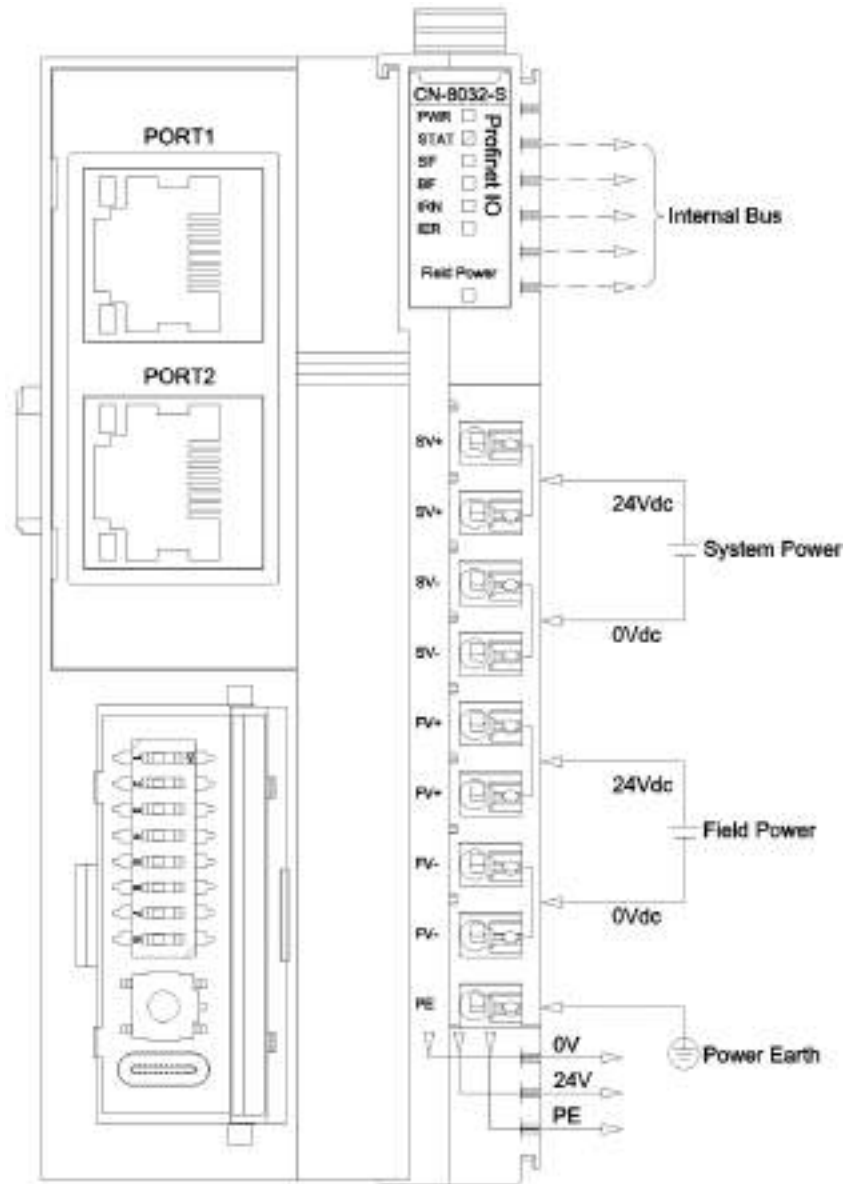 CN-8032-S
PWR
STAT
SF
BF
IRN
IER
Profinet IO
Field Power
PORT1
PORT2
Internal Bus
SV+
SV+
SV-
SV-
FV+
FV+
FV-
FV-
PE
24Vdc
System Power
0Vdc
24Vdc
Field Power
0Vdc
Power Earth
0V
24V
PE